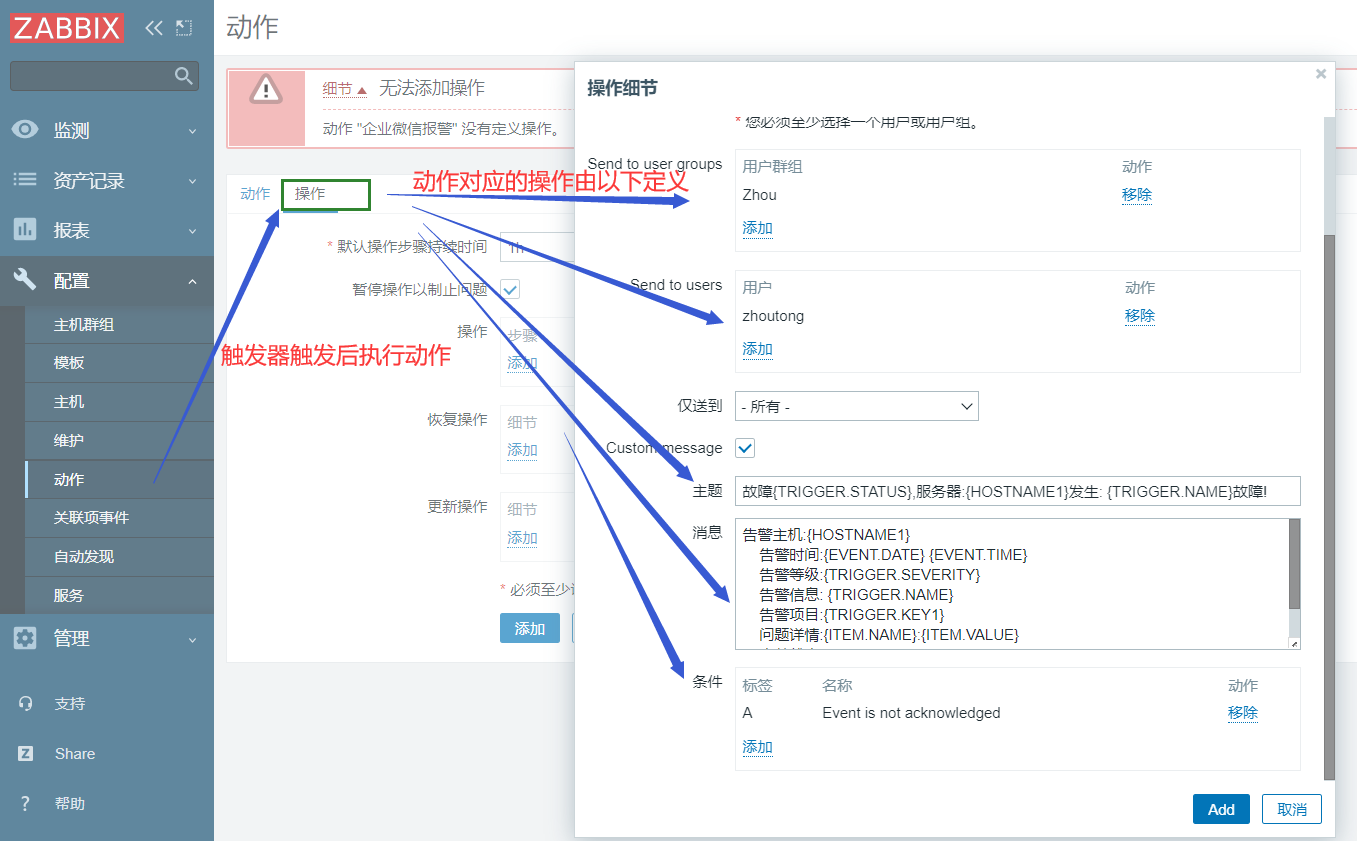 ZABBIX
监测
资产记录
报表
配置
主机群组
模板
主机
维护
动作
关联项事件
自动发现
服务
管理
支持
Z Share
? 帮助
动作
细节 无法添加操作
动作 "企业微信报警" 没有定义操作。
动作 操作
动作对应的操作由以下定义
触发器触发后执行动作
* 默认操作步骤持续时间 1h
暂停操作以制止问题
操作 步骤
添加
恢复操作 细节
添加
更新操作 细节
添加
* 必须至少
添加
操作细节
* 您必须至少选择一个用户或用户组。
Send to user groups 用户群组 动作
Zhou 移除
添加
Send to users 用户 动作
zhoutong 移除
添加
仅送到 - 所有 -
Custom message
主题 故障{TRIGGER.STATUS},服务器:{HOSTNAME1}发生: {TRIGGER.NAME}故障!
消息 告警主机:{HOSTNAME1}
告警时间:{EVENT.DATE} {EVENT.TIME}
告警等级:{TRIGGER.SEVERITY}
告警信息: {TRIGGER.NAME}
告警项目:{TRIGGER.KEY1}
问题详情:{ITEM.NAME}:{ITEM.VALUE}
条件 标签 名称 动作
A Event is not acknowledged 移除
添加
Add 取消